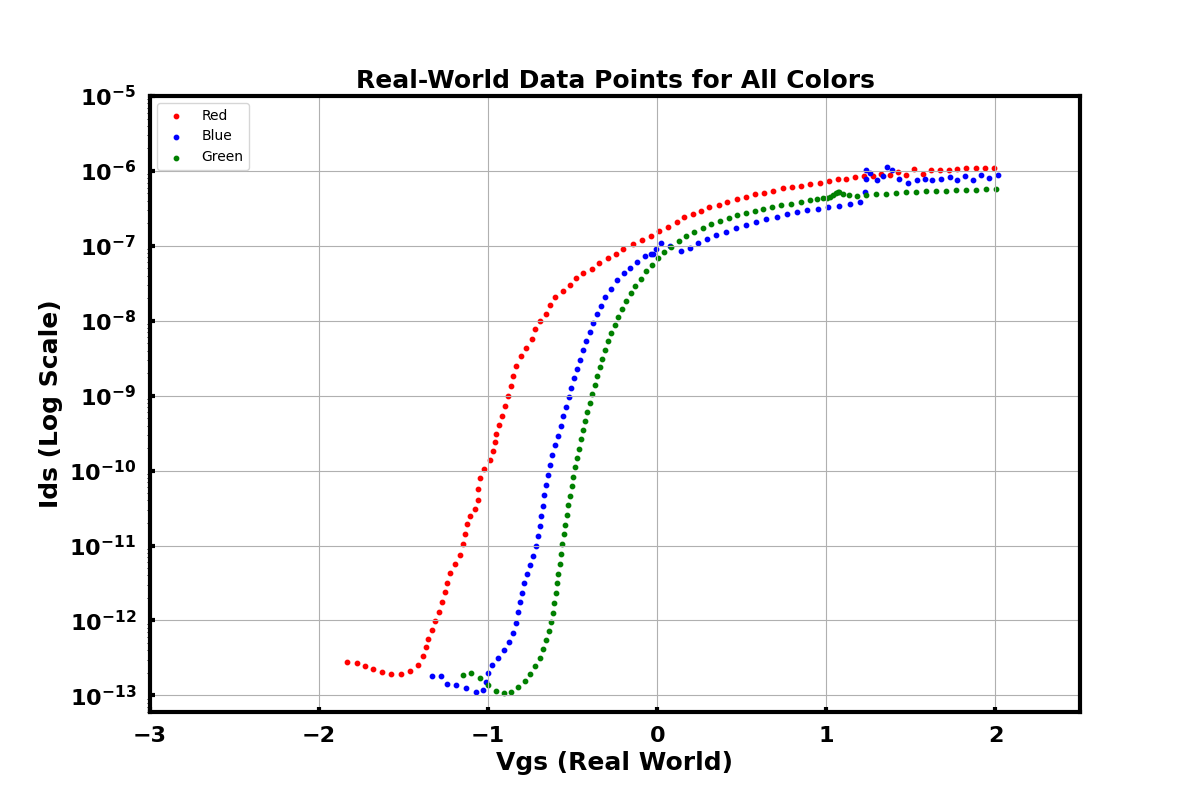 Real-World Data Points for All Colors
10⁻⁵
Red
Blue
Green
10⁻⁶
10⁻⁷
10⁻⁸
10⁻⁹
10⁻¹⁰
10⁻¹¹
10⁻¹²
10⁻¹³
Ids (Log Scale)
−3 −2 −1 0 1 2
Vgs (Real World)